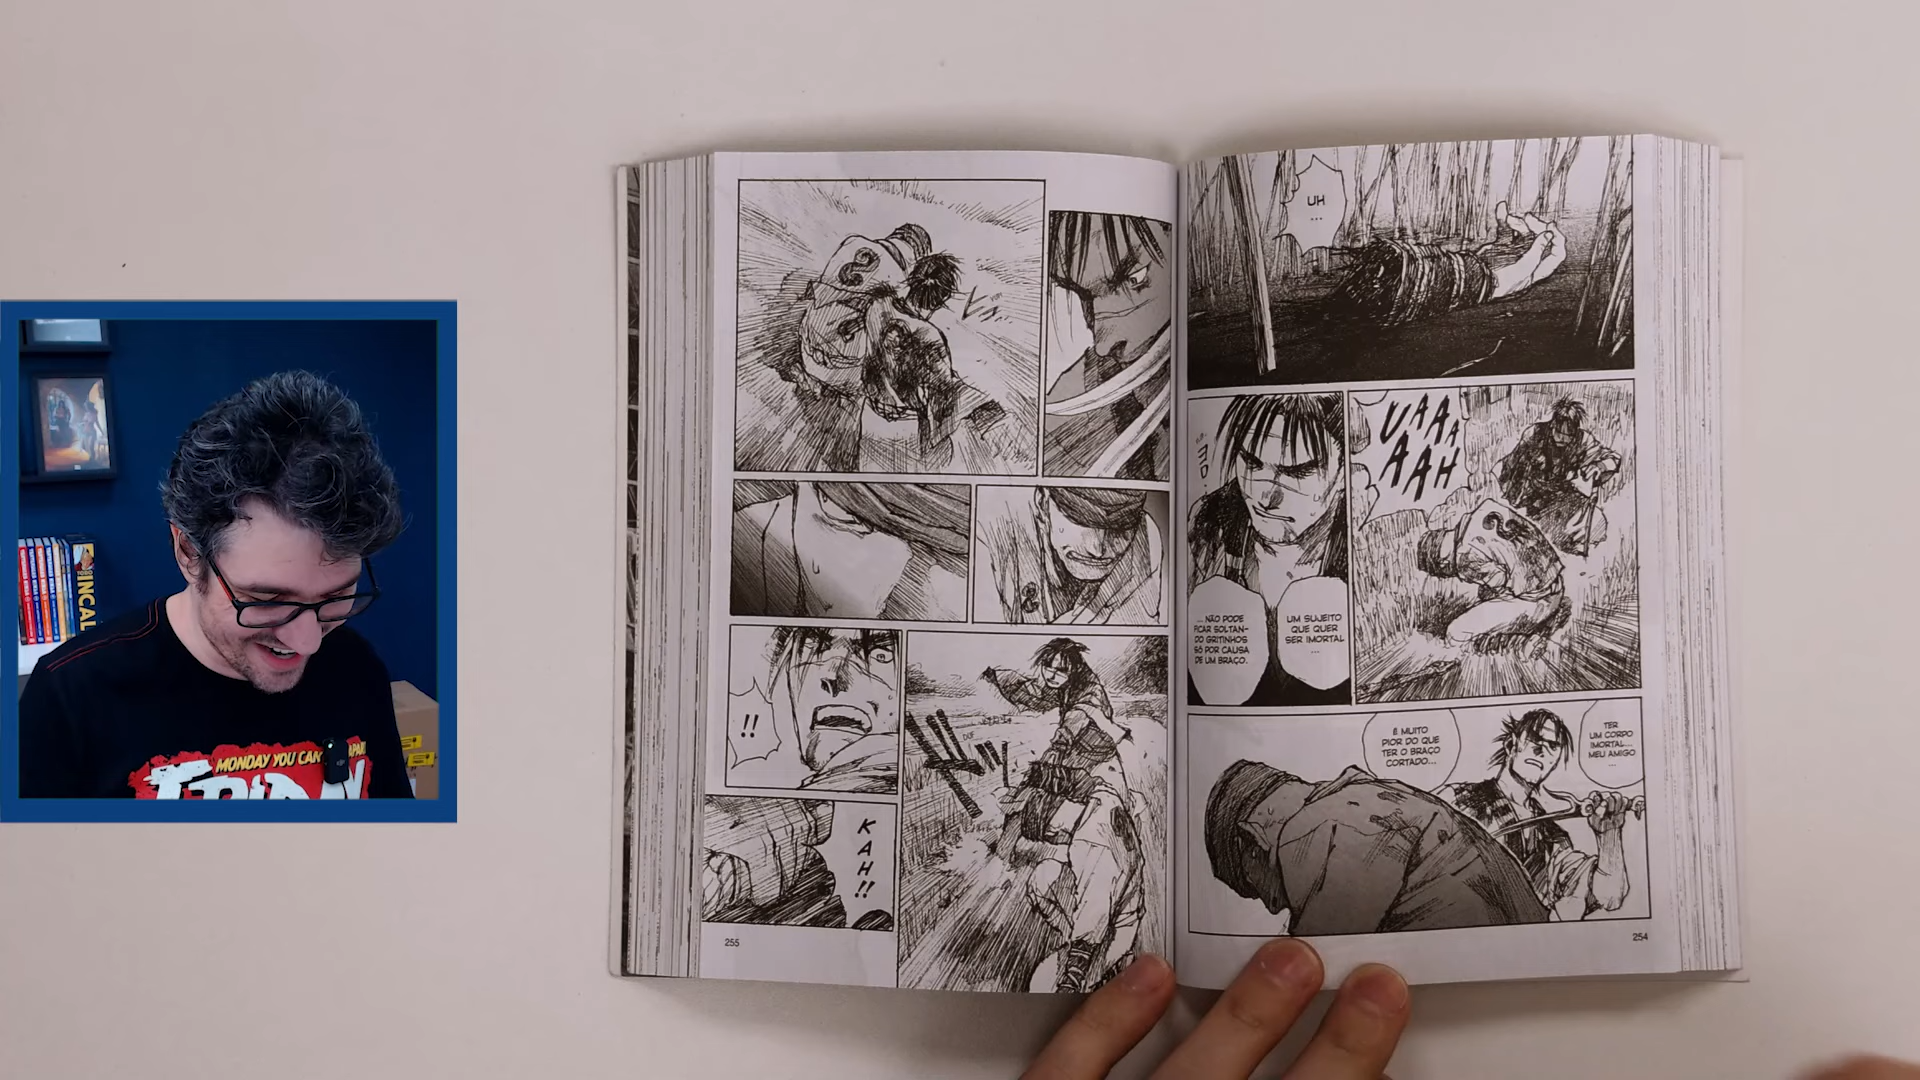 UH
...
UAAA
AAH
UM SUJEITO
QUE QUER
SER IMORTAL
...
... NÃO PODE
FICAR SOLTAN-
DO GRITINHOS
SÓ POR CAUSA
DE UM BRAÇO.
TER
UM CORPO
IMORTAL...
MEU AMIGO
...
É MUITO
PIOR DO QUE
TER O BRAÇO
CORTADO...
254
!!
KAH!!
255
INCAL
MONDAY YOU CAN
FRIDAY